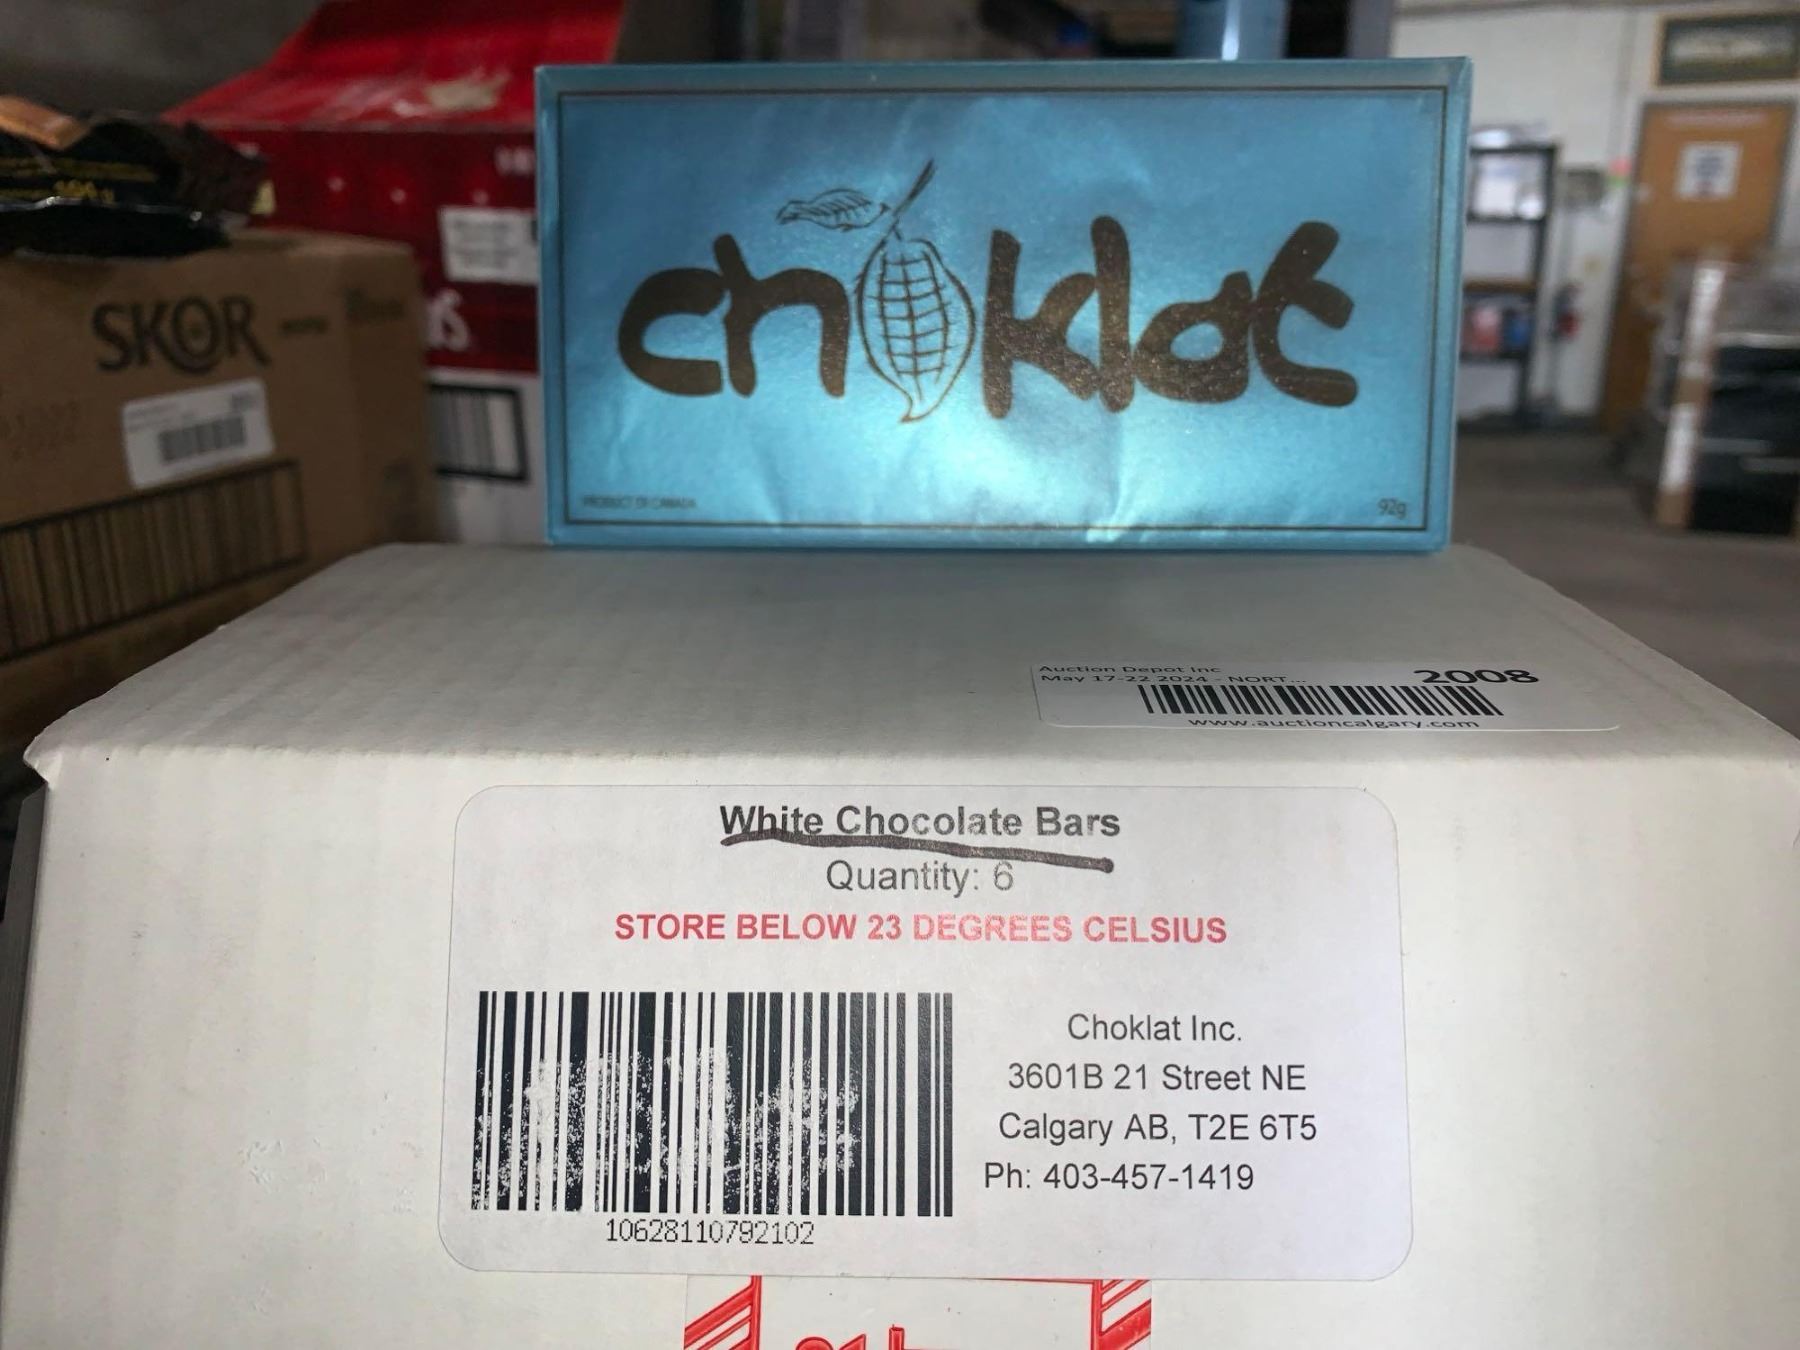 choklat
PRODUCT OF CANADA
92g
SKOR
Auction Depot Inc
May 17-22 2024 - NORT...
2008
www.auctioncalgary.com
White Chocolate Bars
Quantity: 6
STORE BELOW 23 DEGREES CELSIUS
10628110792102
Choklat Inc.
3601B 21 Street NE
Calgary AB, T2E 6T5
Ph: 403-457-1419